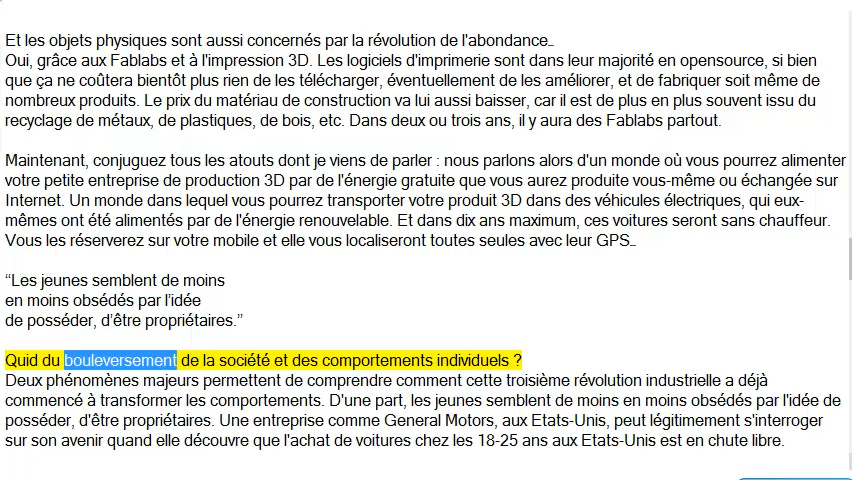 Et les objets physiques sont aussi concernés par la révolution de l'abondance...
Oui, grâce aux Fablabs et à l'impression 3D. Les logiciels d'imprimerie sont dans leur majorité en opensource, si bien
que ça ne coûtera bientôt plus rien de les télécharger, éventuellement de les améliorer, et de fabriquer soit même de
nombreux produits. Le prix du matériau de construction va lui aussi baisser, car il est de plus en plus souvent issu du
recyclage de métaux, de plastiques, de bois, etc. Dans deux ou trois ans, il y aura des Fablabs partout.
Maintenant, conjuguez tous les atouts dont je viens de parler : nous parlons alors d'un monde où vous pourrez alimenter
votre petite entreprise de production 3D par de l'énergie gratuite que vous aurez produite vous-même ou échangée sur
Internet. Un monde dans lequel vous pourrez transporter votre produit 3D dans des véhicules électriques, qui eux-
mêmes ont été alimentés par de l'énergie renouvelable. Et dans dix ans maximum, ces voitures seront sans chauffeur.
Vous les réserverez sur votre mobile et elle vous localiseront toutes seules avec leur GPS...
“Les jeunes semblent de moins
en moins obsédés par l’idée
de posséder, d’être propriétaires.”
Quid du bouleversement de la société et des comportements individuels ?
Deux phénomènes majeurs permettent de comprendre comment cette troisième révolution industrielle a déjà
commencé à transformer les comportements. D'une part, les jeunes semblent de moins en moins obsédés par l'idée de
posséder, d'être propriétaires. Une entreprise comme General Motors, aux Etats-Unis, peut légitimement s'interroger
sur son avenir quand elle découvre que l'achat de voitures chez les 18-25 ans aux Etats-Unis est en chute libre.